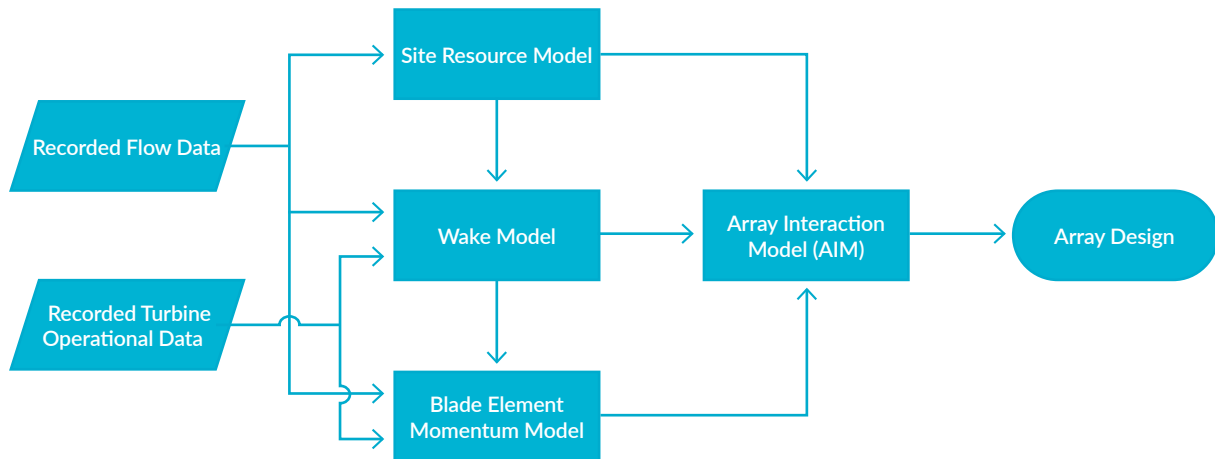 Site Resource Model
Recorded Flow Data
Wake Model
Array Interaction
Model (AIM)
Array Design
Recorded Turbine
Operational Data
Blade Element
Momentum Model